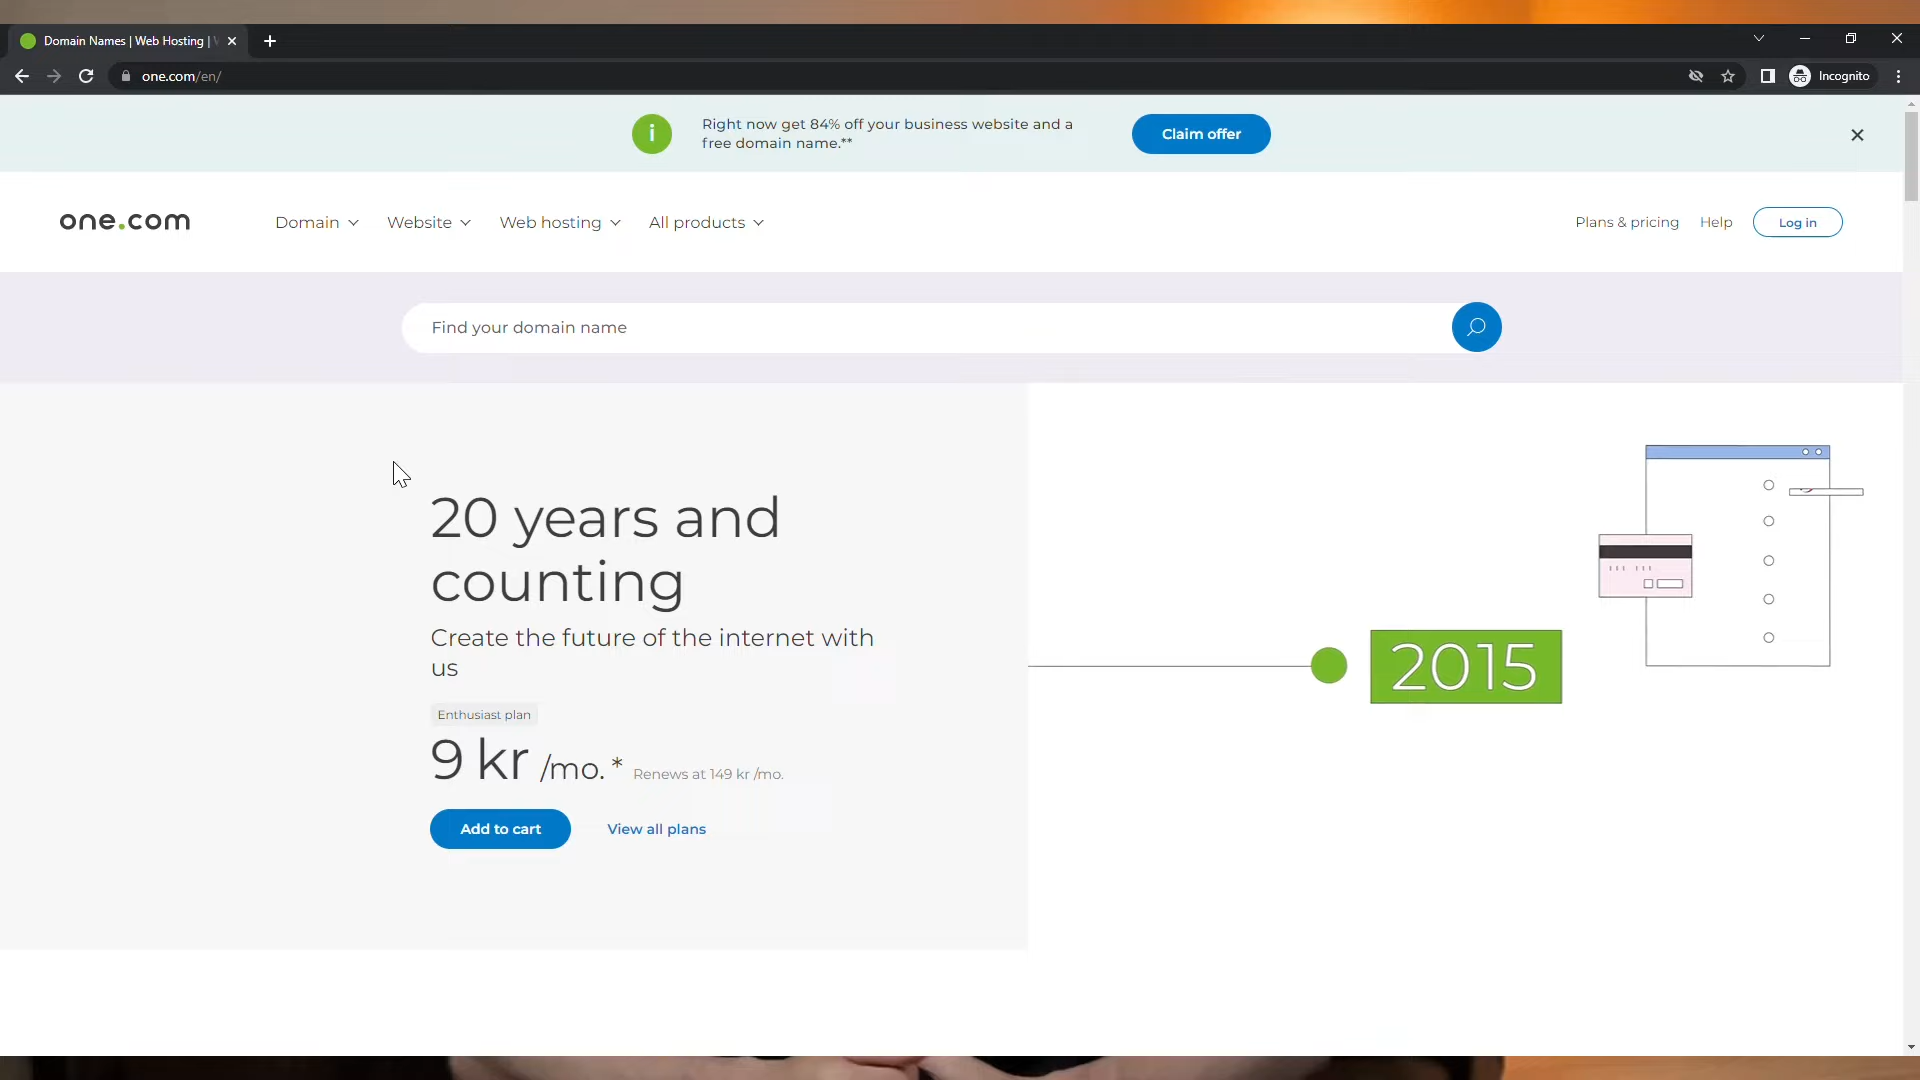 Domain Names | Web Hosting |
one.com/en/
Incognito
i
Right now get 84% off your business website and a
free domain name.**
Claim offer
one.com
Domain
Website
Web hosting
All products
Plans & pricing
Help
Log in
Find your domain name
20 years and
counting
Create the future of the internet with
us
Enthusiast plan
9 kr /mo. * Renews at 149 kr /mo.
Add to cart
View all plans
2015